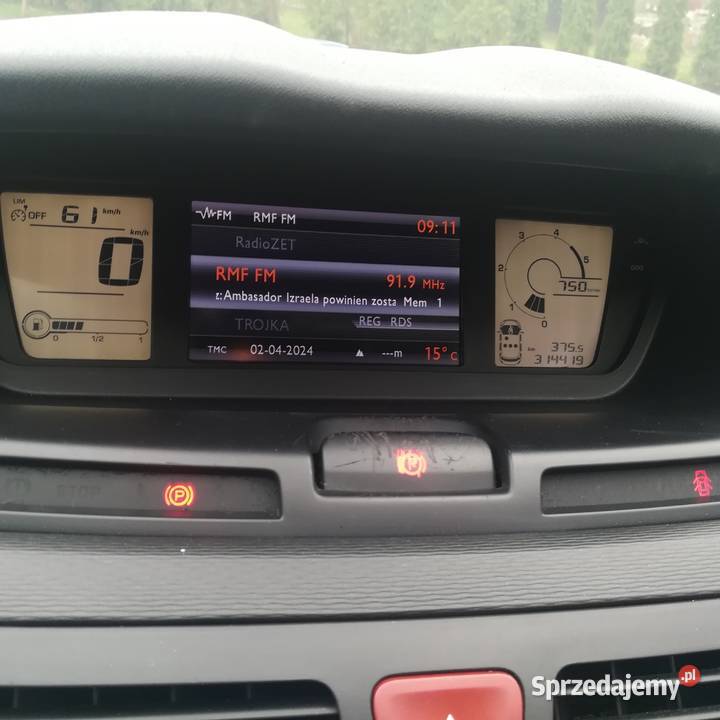 LIM
OFF 61 km/h
0 km/h
0 1/2 1
FM RMF FM 09:11
RadioZET
RMF FM 91.9 MHz
z:Ambasador Izraela powinien zosta Mem 1
TROJKA REG RDS
TMC 02-04-2024 ---m 15°C
3 4
2 5
750
1
0
A
km 375.5
314419
P
P
Sprzedajemy.pl